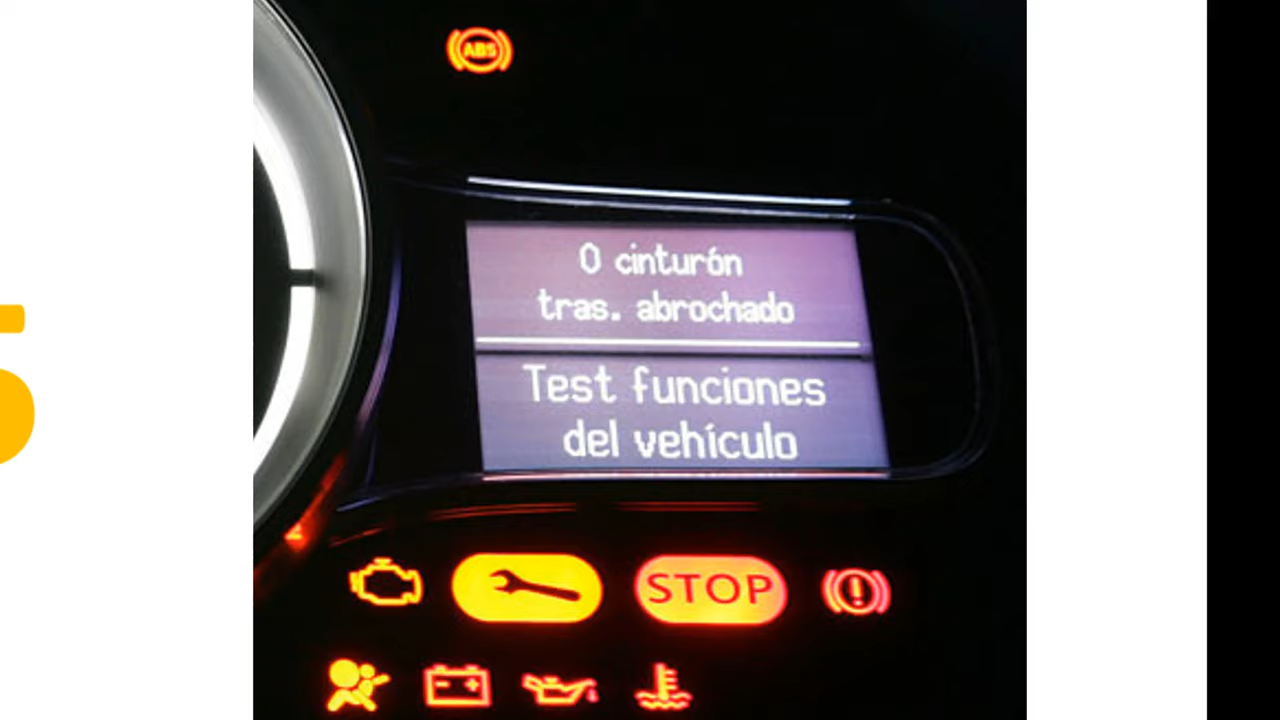 ABS
0 cinturón
tras. abrochado
Test funciones
del vehículo
STOP